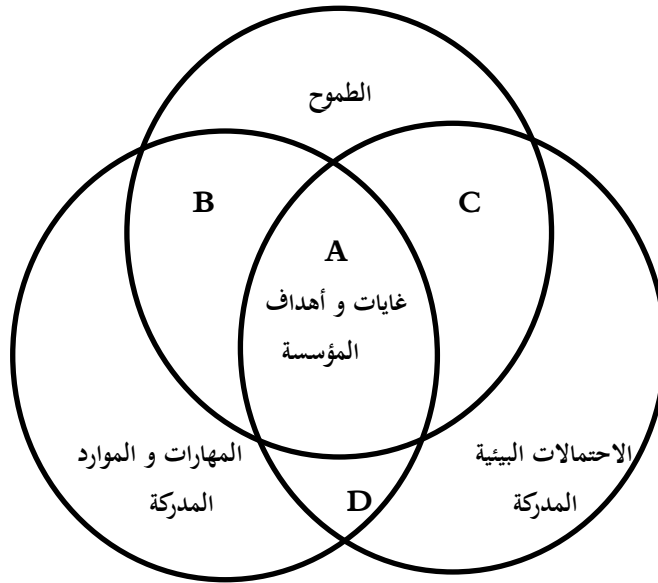 الطموح
B
C
A
غايات و أهداف
المؤسسة
المهارات و الموارد
المدركة
الاحتمالات البيئية
المدركة
D